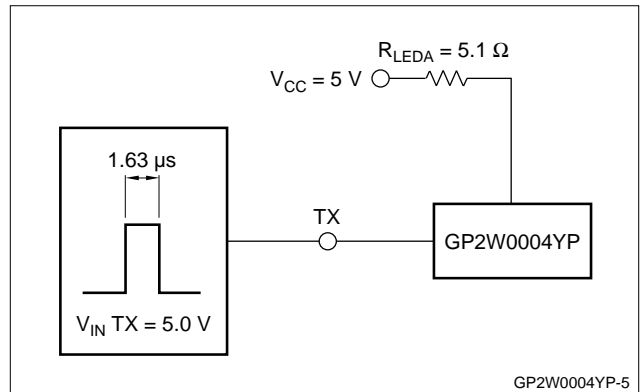 R_LEDA = 5.1 Ω
V_CC = 5 V
1.63 µs
TX
GP2W0004YP
V_IN TX = 5.0 V
GP2W0004YP-5